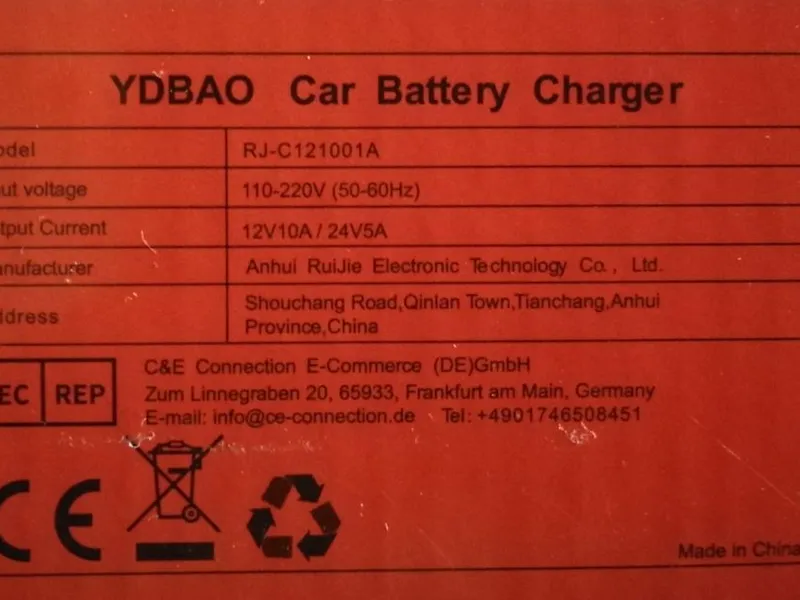 YDBAO Car Battery Charger
odel RJ-C121001A
ut voltage 110-220V (50-60Hz)
tput Current 12V10A / 24V5A
anufacturer Anhui RuiJie Electronic Technology Co., Ltd.
ddress Shouchang Road,Qinlan Town,Tianchang,Anhui
Province,China
EC REP
C&E Connection E-Commerce (DE)GmbH
Zum Linnegraben 20, 65933, Frankfurt am Main, Germany
E-mail: info@ce-connection.de Tel: +4901746508451
CE
Made in China